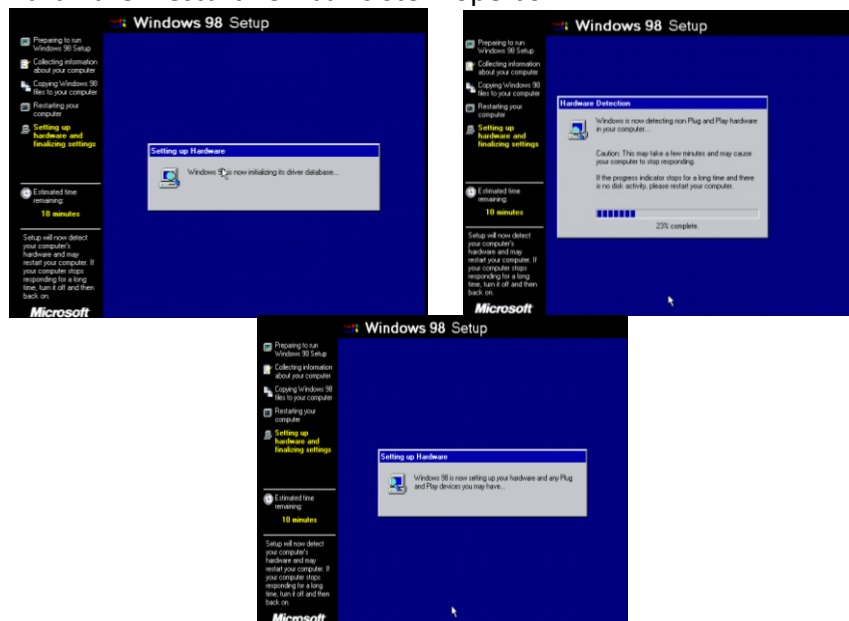 Windows 98 Setup
Preparing to run
Windows 98 Setup
Collecting information
about your computer
Copying Windows 98
files to your computer
Restarting your
computer
Setting up
hardware and
finalizing settings
Setting up Hardware
Windows 98 is now initializing its driver database...
Estimated time
remaining:
10 minutes
Setup will now detect
your computer's
hardware and may
restart your computer. If
your computer stops
responding for a long
time, turn it off and then
back on.
Microsoft
Windows 98 Setup
Preparing to run
Windows 98 Setup
Collecting information
about your computer
Copying Windows 98
files to your computer
Restarting your
computer
Setting up
hardware and
finalizing settings
Hardware Detection
Windows is now detecting non Plug and Play hardware
in your computer...
Caution: This may take a few minutes and may cause
your computer to stop responding.
If the progress indicator stops for a long time and there
is no disk activity, please restart your computer.
23% complete.
Estimated time
remaining:
10 minutes
Setup will now detect
your computer's
hardware and may
restart your computer. If
your computer stops
responding for a long
time, turn it off and then
back on.
Microsoft
Windows 98 Setup
Preparing to run
Windows 98 Setup
Collecting information
about your computer
Copying Windows 98
files to your computer
Restarting your
computer
Setting up
hardware and
finalizing settings
Setting up Hardware
Windows 98 is now setting up your hardware and any Plug
and Play devices you may have...
Estimated time
remaining:
10 minutes
Setup will now detect
your computer's
hardware and may
restart your computer. If
your computer stops
responding for a long
time, turn it off and then
back on.
Microsoft